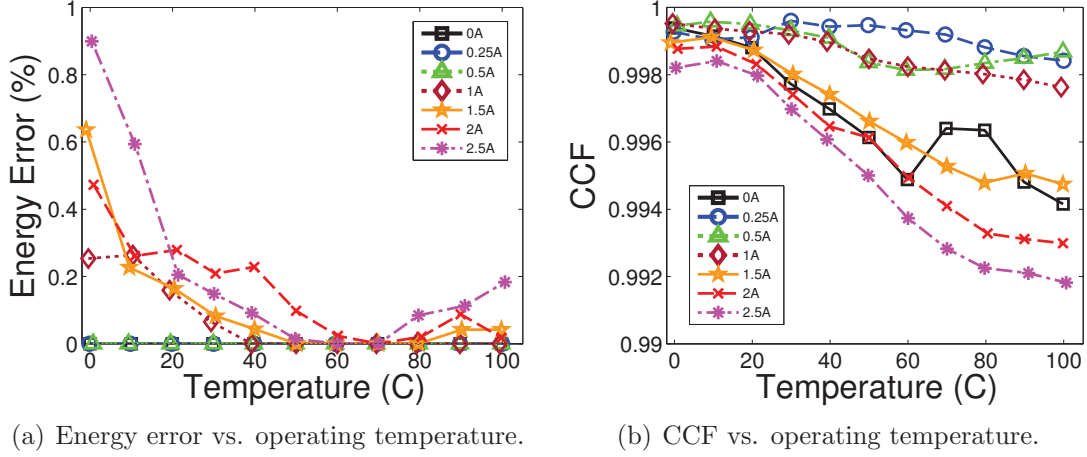 Energy Error (%)
1
0.8
0.6
0.4
0.2
0
0 20 40 60 80 100
Temperature (C)
0A
0.25A
0.5A
1A
1.5A
2A
2.5A
(a) Energy error vs. operating temperature.
CCF
1
0.998
0.996
0.994
0.992
0.99
0 20 40 60 80 100
Temperature (C)
0A
0.25A
0.5A
1A
1.5A
2A
2.5A
(b) CCF vs. operating temperature.